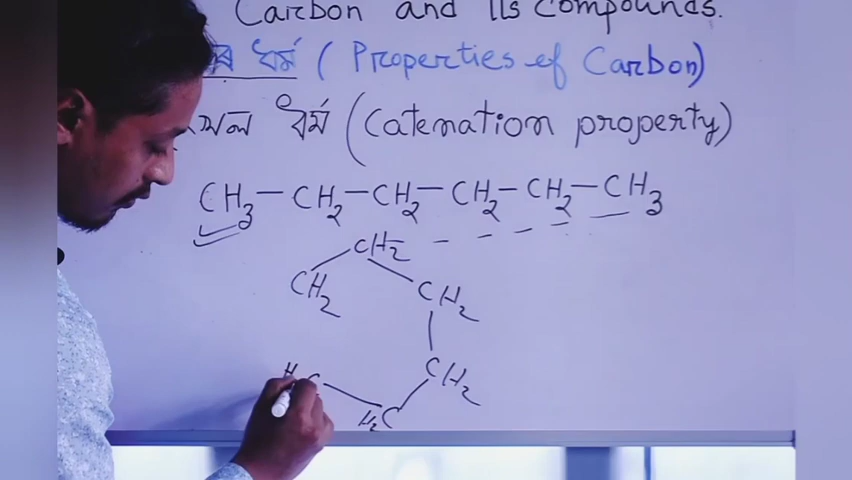 Carbon and Its Compounds.
ধৰ্ম (Properties of Carbon)
ধৰ্ম (Catenation property)
CH3 — CH2 — CH2 — CH2 — CH2 — CH3
CH2
CH2
CH2
CH2
H2C
H C